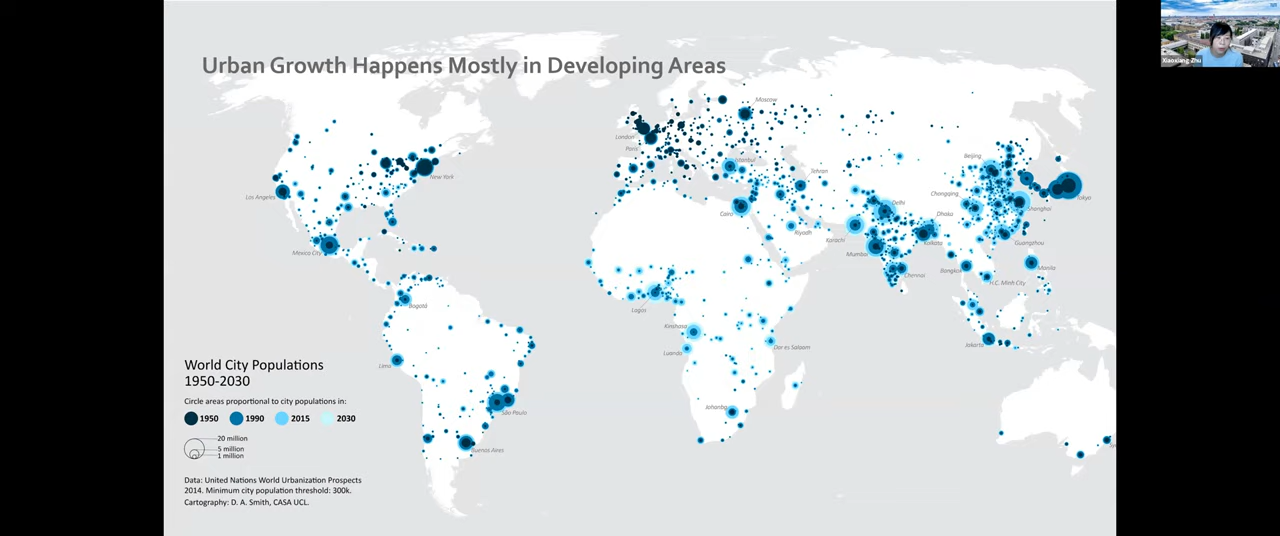 Urban Growth Happens Mostly in Developing Areas
Xiaoxiang Zhu
Moscow
London
Paris
Istanbul
New York
Los Angeles
Mexico City
Bogotá
Lima
São Paulo
Buenos Aires
Cairo
Tehran
Riyadh
Karachi
Delhi
Mumbai
Chennai
Kolkata
Dhaka
Chongqing
Beijing
Shanghai
Tokyo
Guangzhou
Manila
Bangkok
H.C. Minh City
Jakarta
Lagos
Kinshasa
Luanda
Dar es Salaam
World City Populations
1950-2030
Circle areas proportional to city populations in:
1950 1990 2015 2030
20 million
5 million
1 million
Data: United Nations World Urbanization Prospects
2014. Minimum city population threshold: 300k.
Cartography: D. A. Smith, CASA UCL.